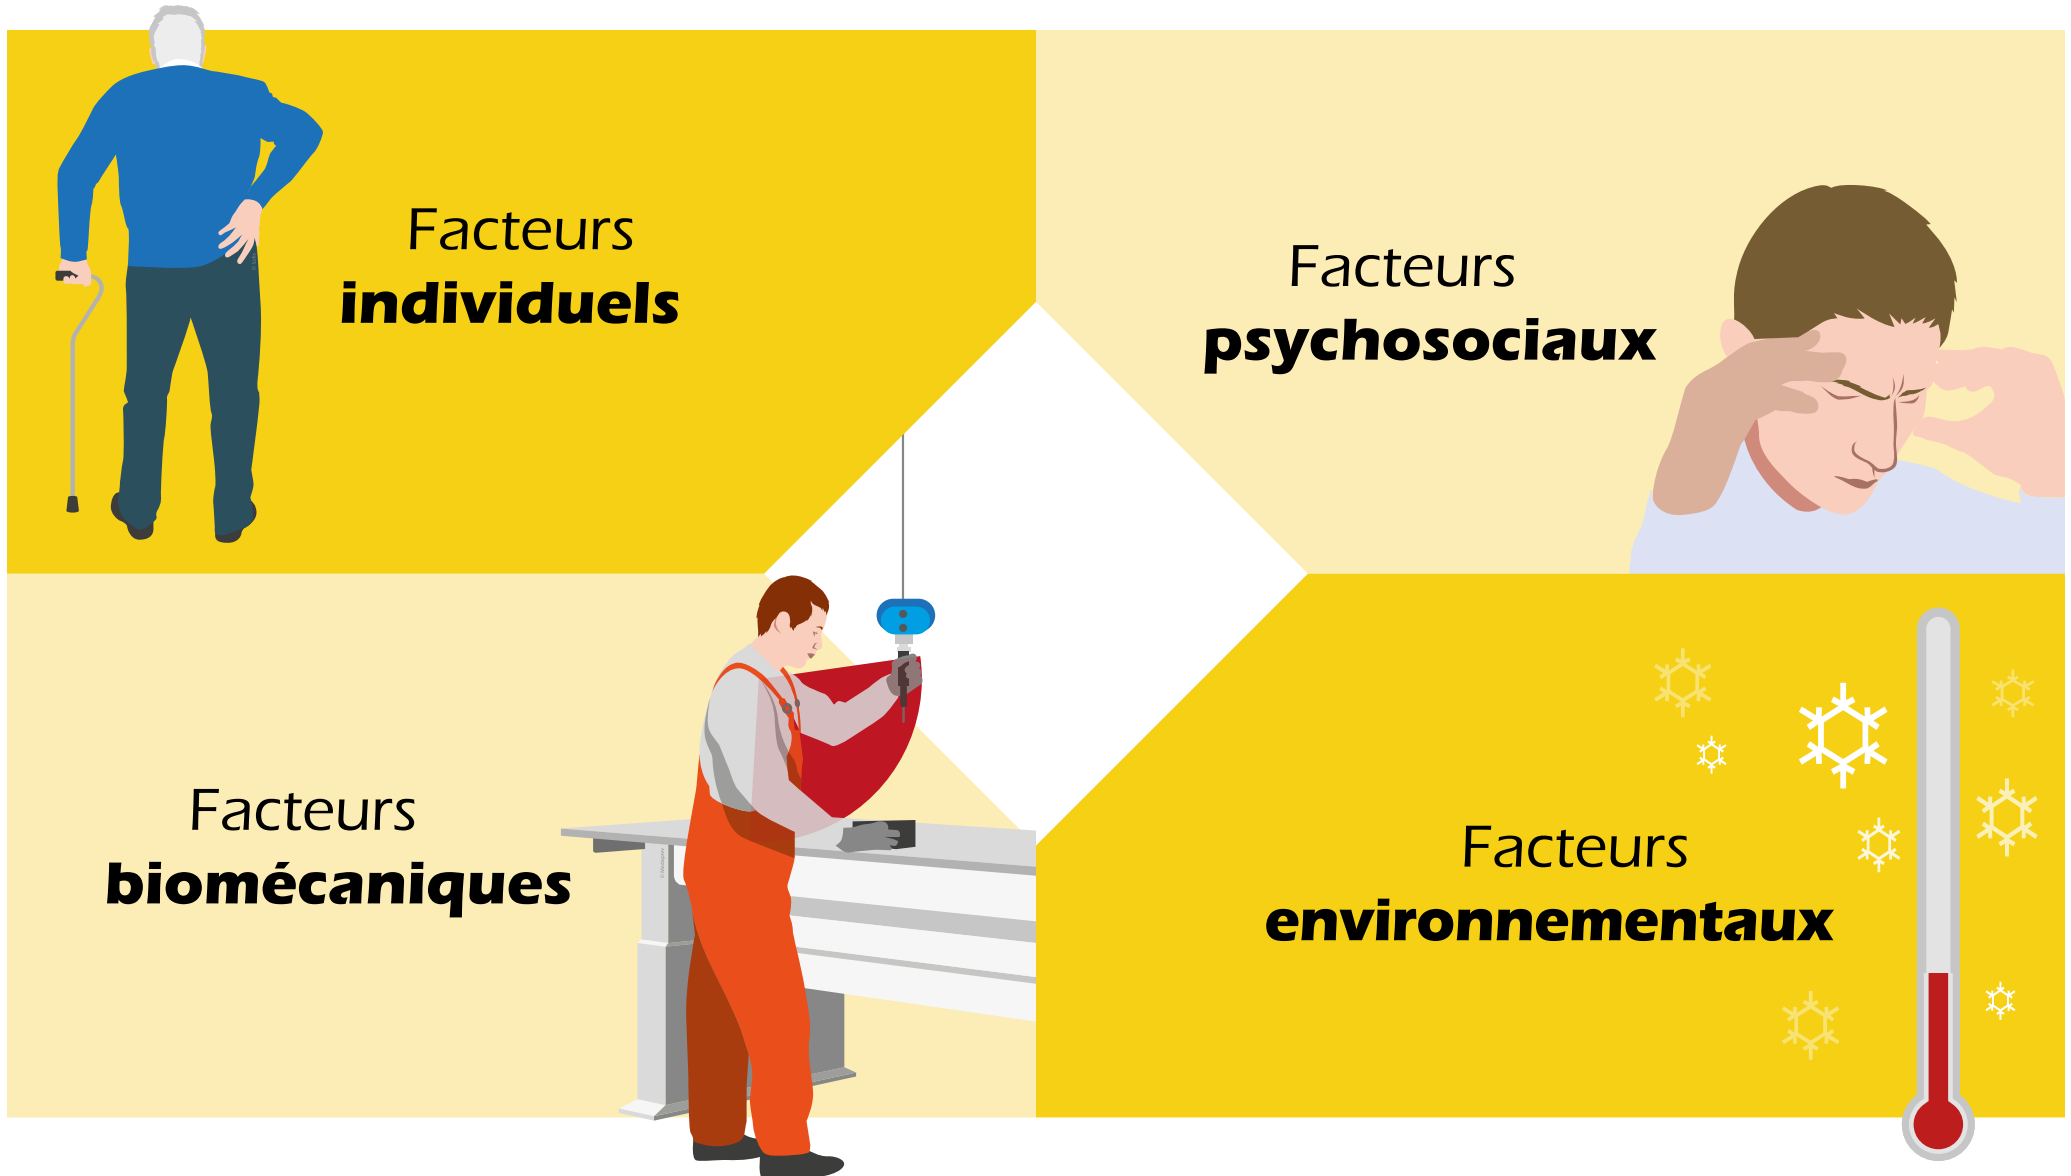 Facteurs
individuels
Facteurs
psychosociaux
Facteurs
biomécaniques
Facteurs
environnementaux